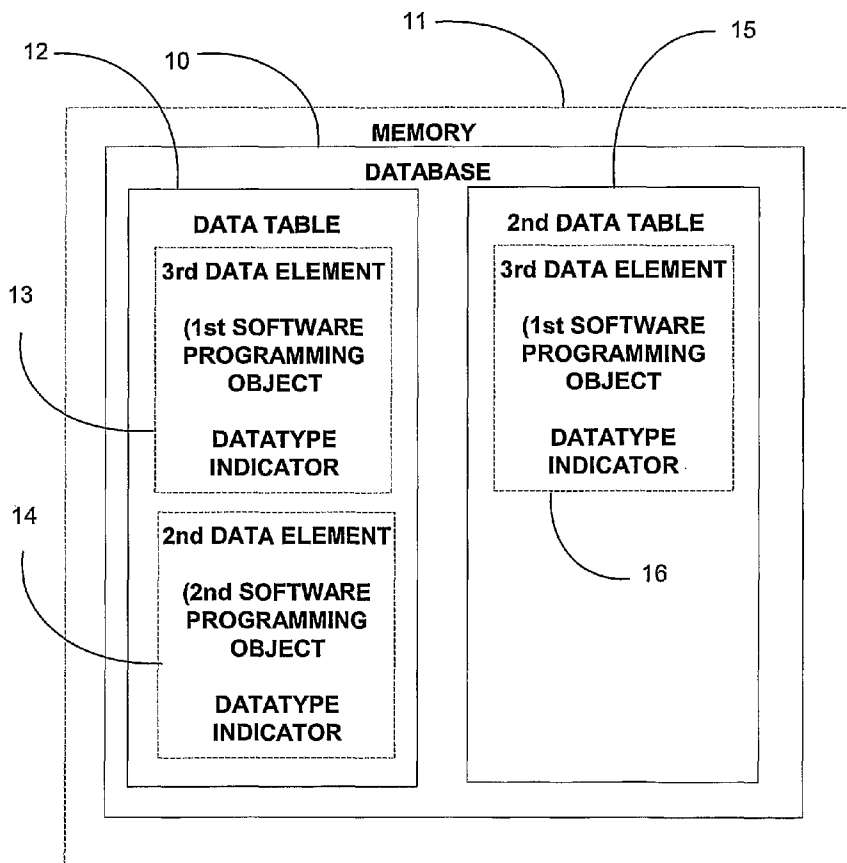 11
15
12
10
MEMORY
DATABASE
DATA TABLE
3rd DATA ELEMENT
(1st SOFTWARE
PROGRAMMING
OBJECT
DATATYPE
INDICATOR
13
2nd DATA ELEMENT
(2nd SOFTWARE
PROGRAMMING
OBJECT
DATATYPE
INDICATOR
14
2nd DATA TABLE
3rd DATA ELEMENT
(1st SOFTWARE
PROGRAMMING
OBJECT
DATATYPE
INDICATOR
16